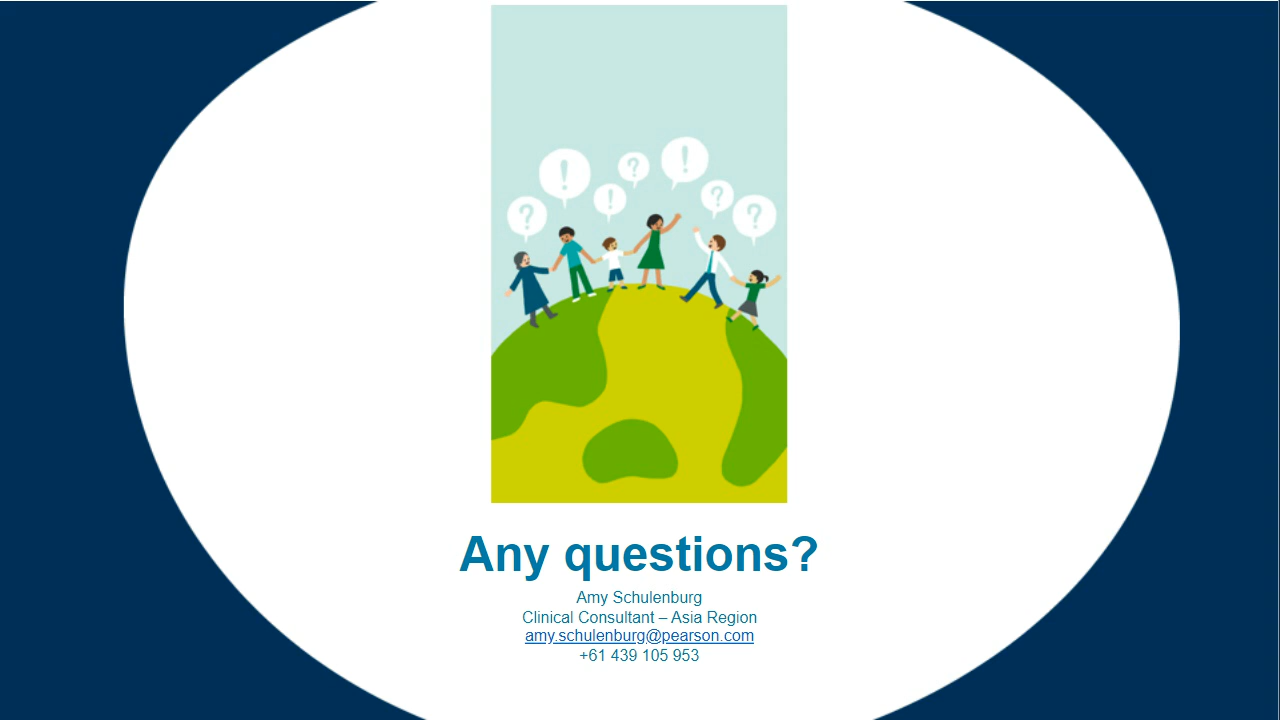 ?
!
!
?
!
?
?
Any questions?
Amy Schulenburg
Clinical Consultant – Asia Region
amy.schulenburg@pearson.com
+61 439 105 953